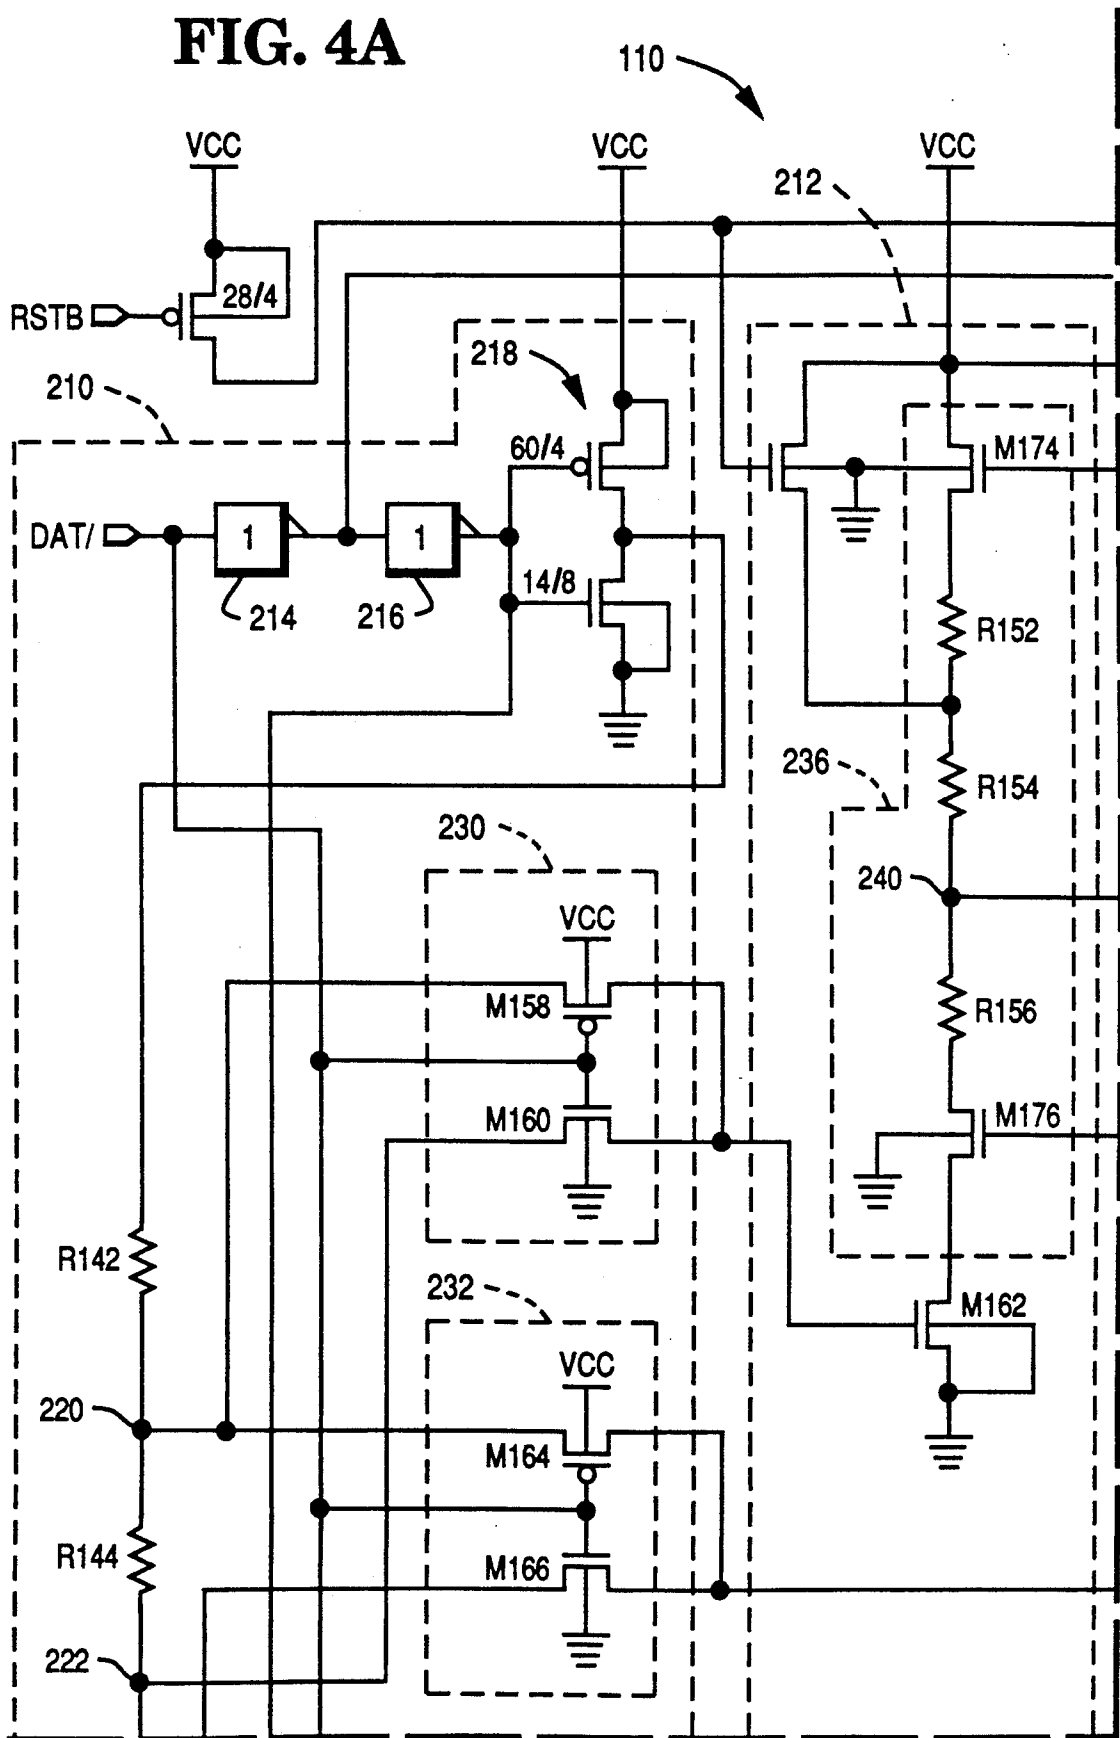 FIG. 4A
110
VCC
VCC
VCC
212
RSTB
28/4
218
210
60/4
M174
DAT/
1
1
14/8
214
216
R152
236
R154
230
240
VCC
M158
R156
M160
M176
R142
232
M162
VCC
220
M164
R144
M166
222